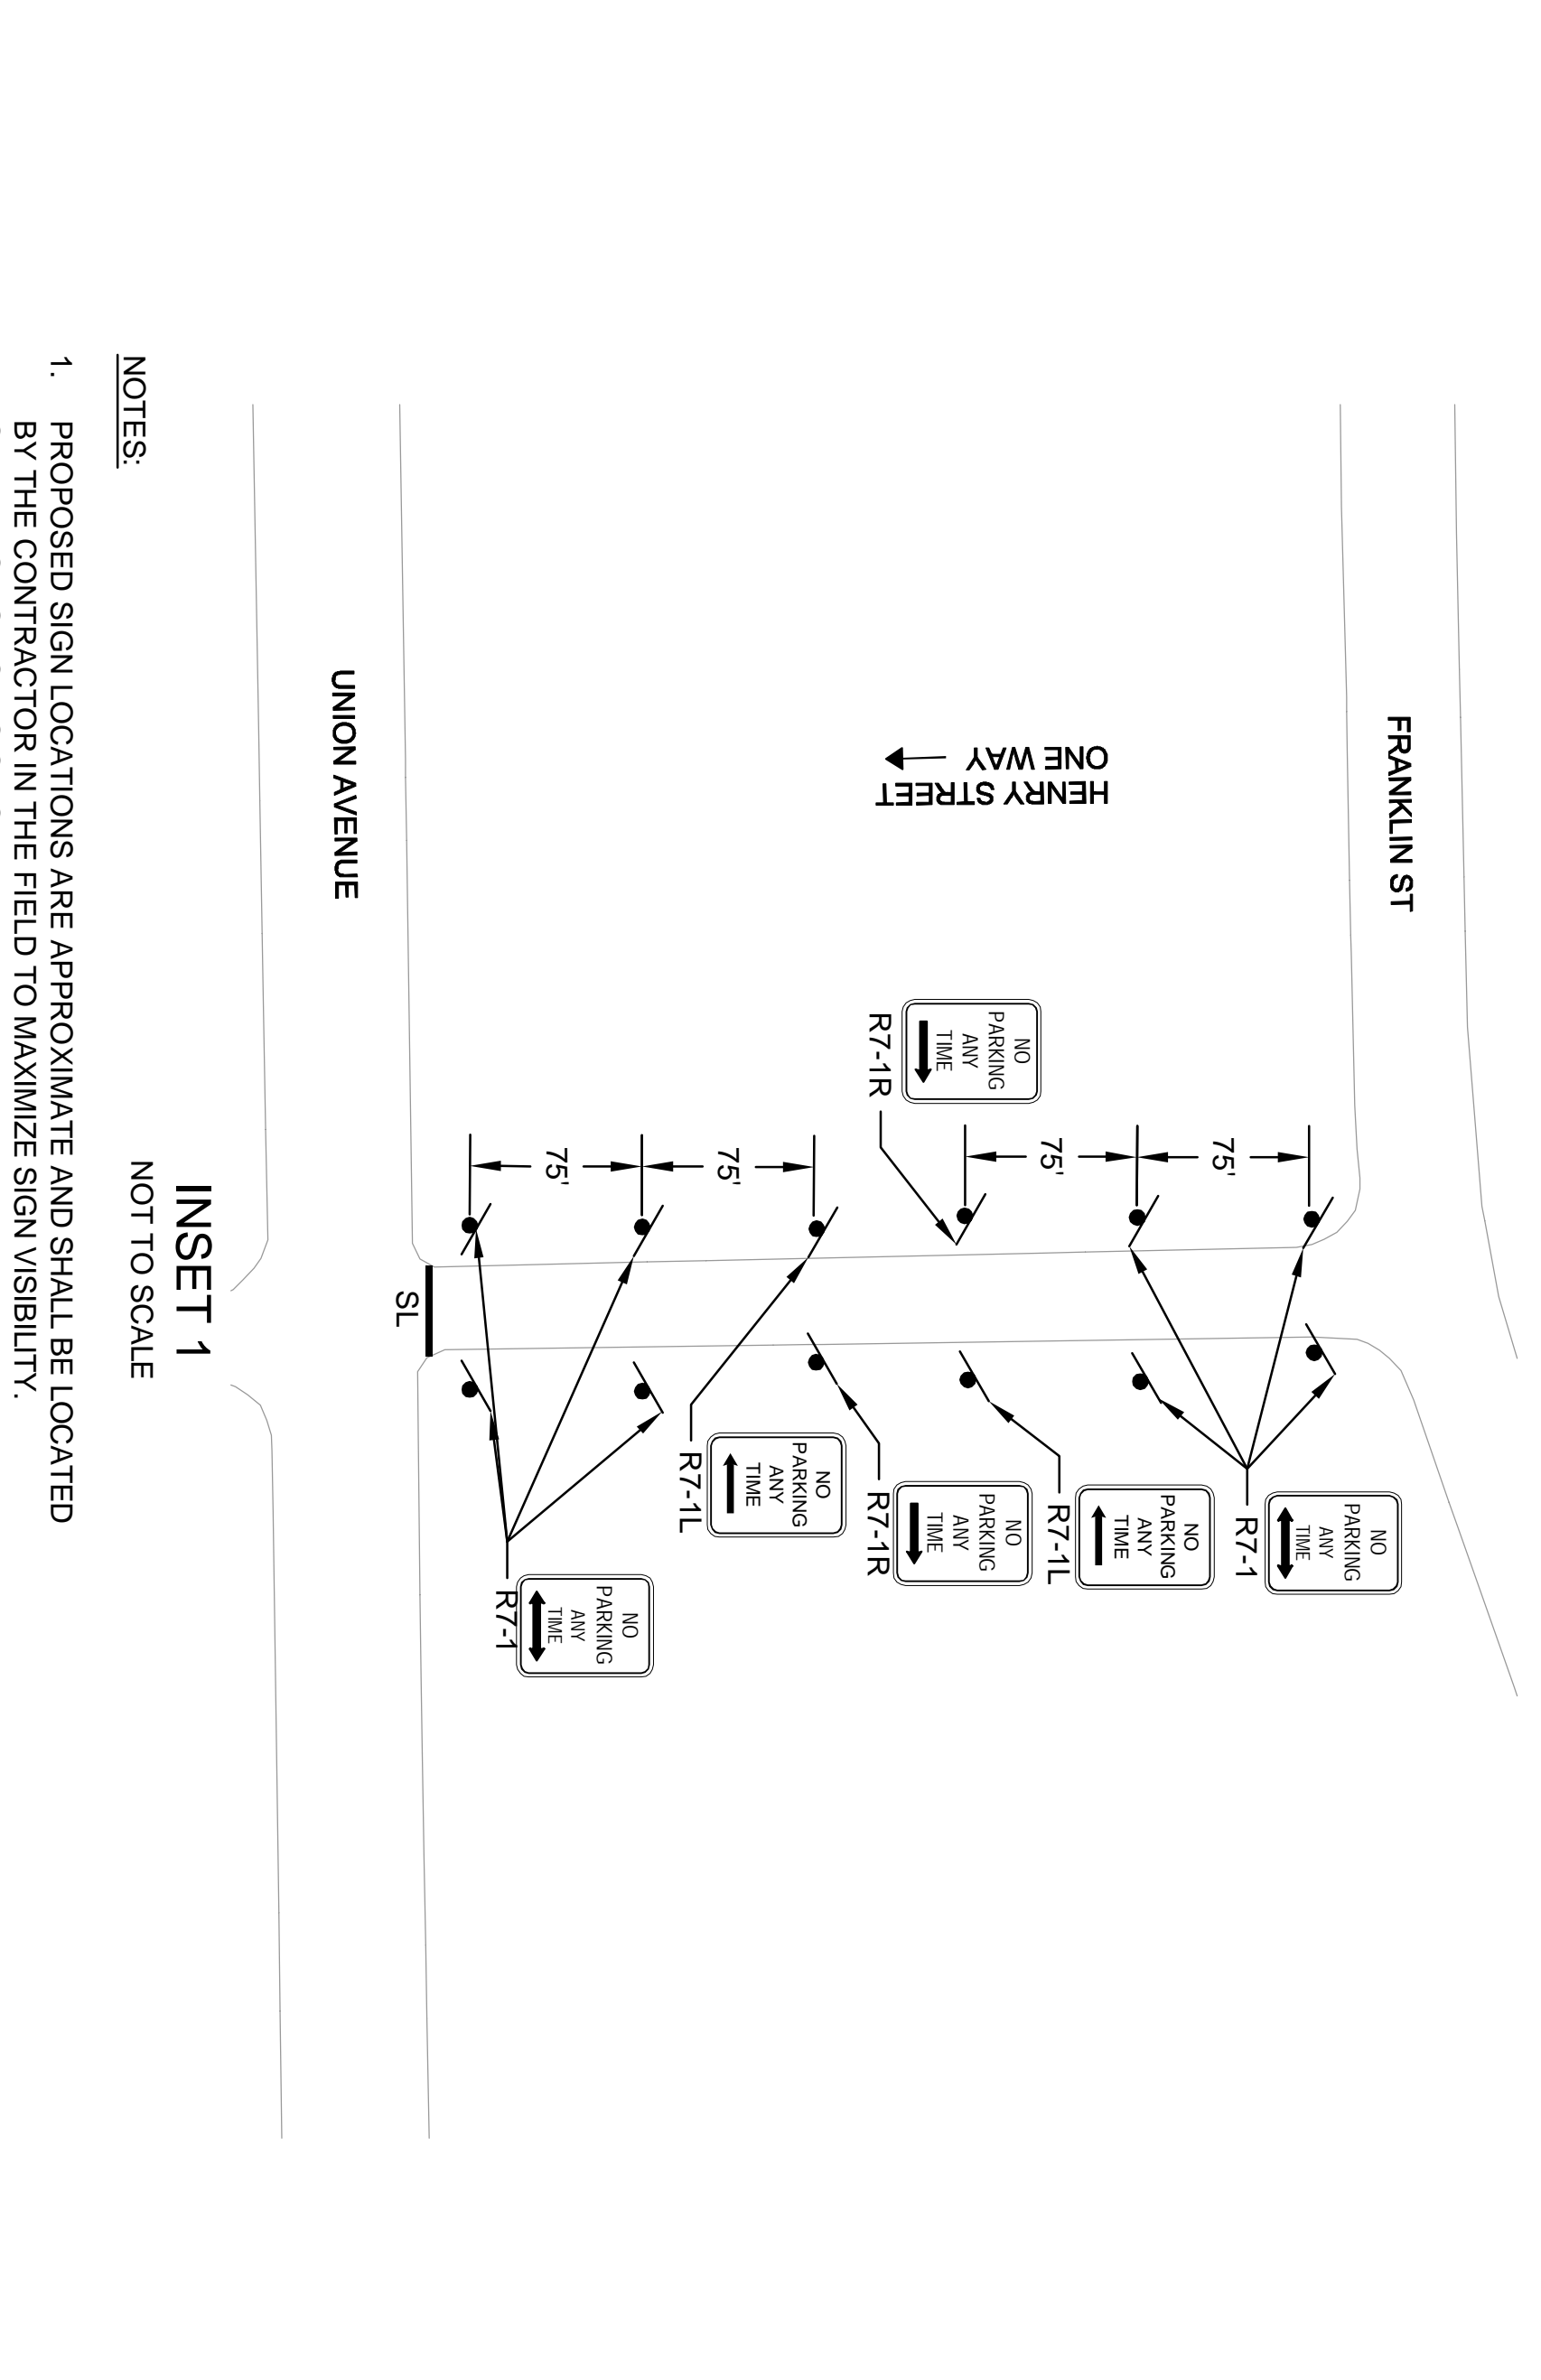 FRANKLIN ST
HENRY STREET
ONE WAY
UNION AVENUE
NO
PARKING
ANY
TIME
R7-1R
75'
75'
75'
75'
NO
PARKING
ANY
TIME
R7-1
NO
PARKING
ANY
TIME
R7-1L
NO
PARKING
ANY
TIME
R7-1R
NO
PARKING
ANY
TIME
R7-1L
NO
PARKING
ANY
TIME
R7-1
SL
INSET 1
NOT TO SCALE
NOTES:
1. PROPOSED SIGN LOCATIONS ARE APPROXIMATE AND SHALL BE LOCATED
BY THE CONTRACTOR IN THE FIELD TO MAXIMIZE SIGN VISIBILITY.